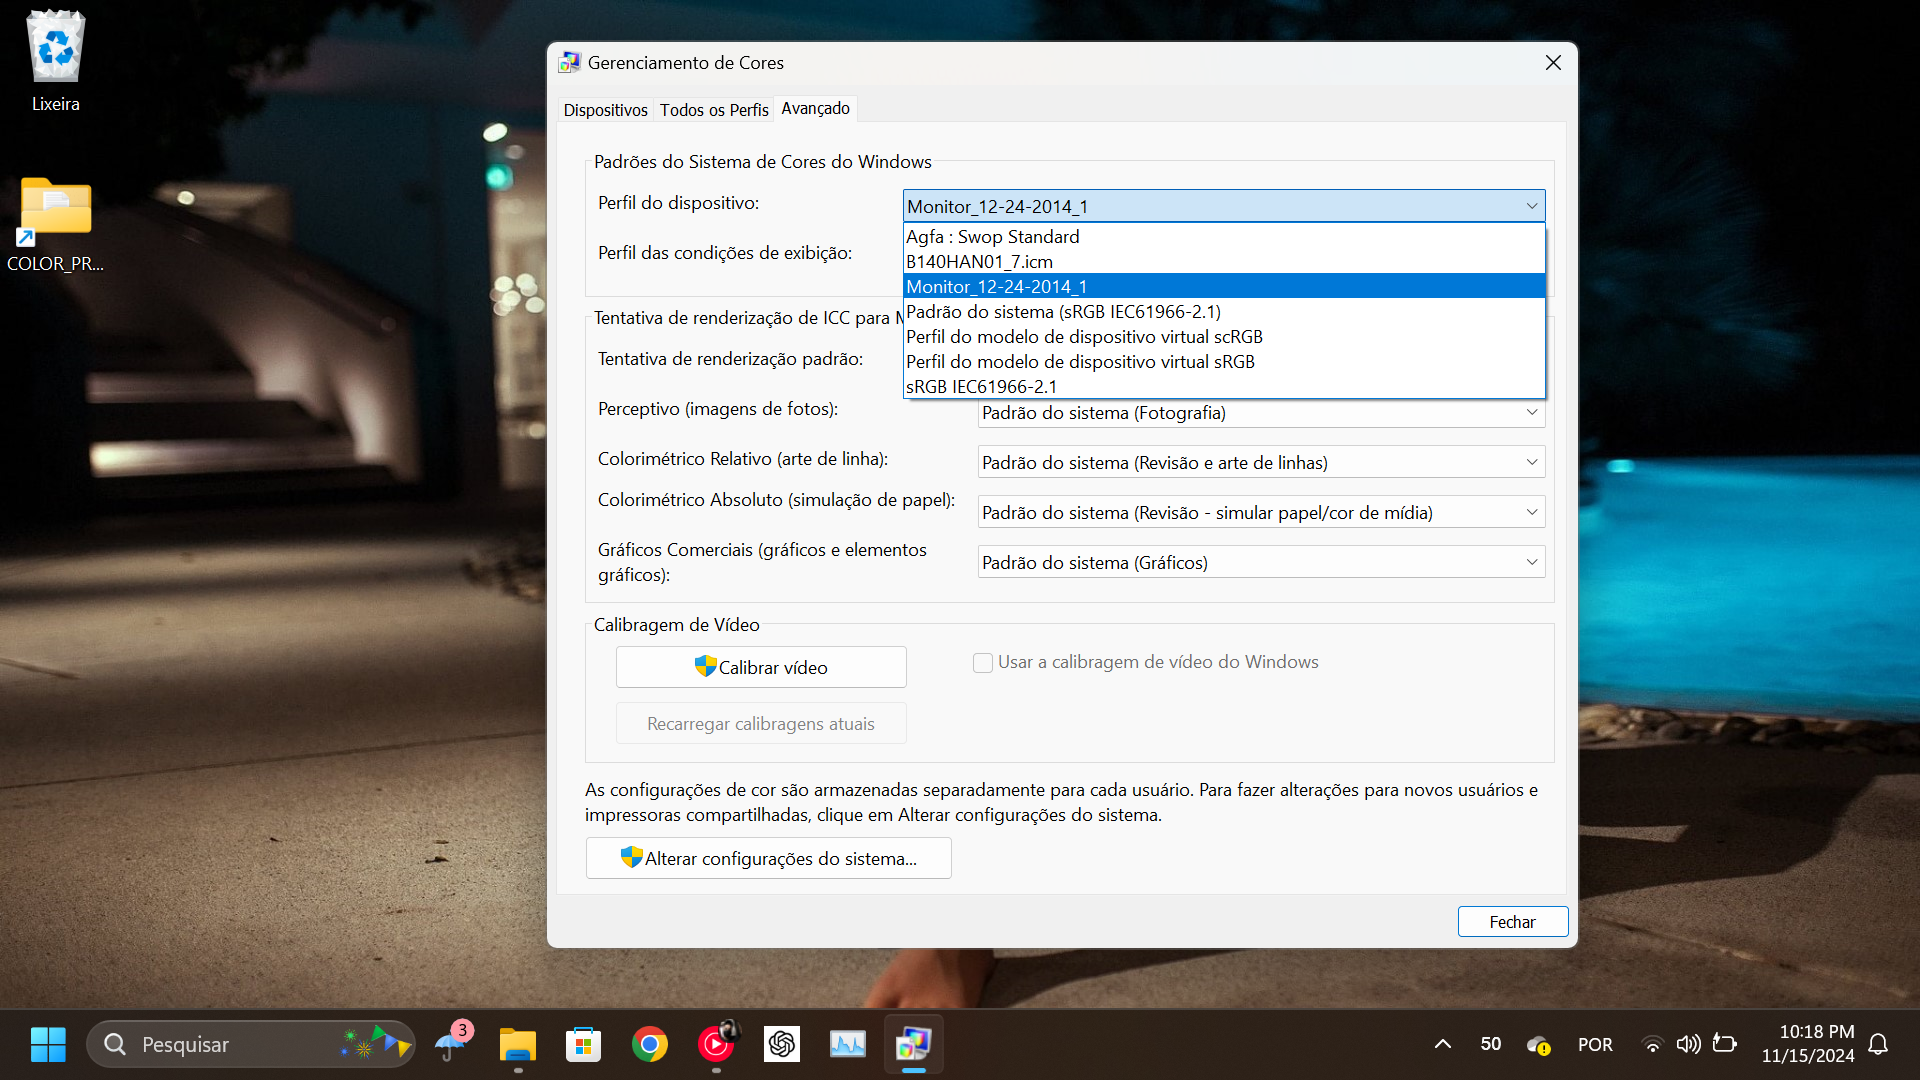 Lixeira
COLOR_PR...
Gerenciamento de Cores
Dispositivos
Todos os Perfis
Avançado
Padrões do Sistema de Cores do Windows
Perfil do dispositivo:
Monitor_12-24-2014_1
Agfa : Swop Standard
B140HAN01_7.icm
Monitor_12-24-2014_1
Padrão do sistema (sRGB IEC61966-2.1)
Perfil do modelo de dispositivo virtual scRGB
Perfil do modelo de dispositivo virtual sRGB
sRGB IEC61966-2.1
Perfil das condições de exibição:
Tentativa de renderização de ICC para
Tentativa de renderização padrão:
Perceptivo (imagens de fotos):
Padrão do sistema (Fotografia)
Colorimétrico Relativo (arte de linha):
Padrão do sistema (Revisão e arte de linhas)
Colorimétrico Absoluto (simulação de papel):
Padrão do sistema (Revisão - simular papel/cor de mídia)
Gráficos Comerciais (gráficos e elementos
gráficos):
Padrão do sistema (Gráficos)
Calibragem de Vídeo
Calibrar vídeo
Usar a calibragem de vídeo do Windows
Recarregar calibragens atuais
As configurações de cor são armazenadas separadamente para cada usuário. Para fazer alterações para novos usuários e
impressoras compartilhadas, clique em Alterar configurações do sistema.
Alterar configurações do sistema...
Fechar
Pesquisar
3
50
POR
10:18 PM
11/15/2024